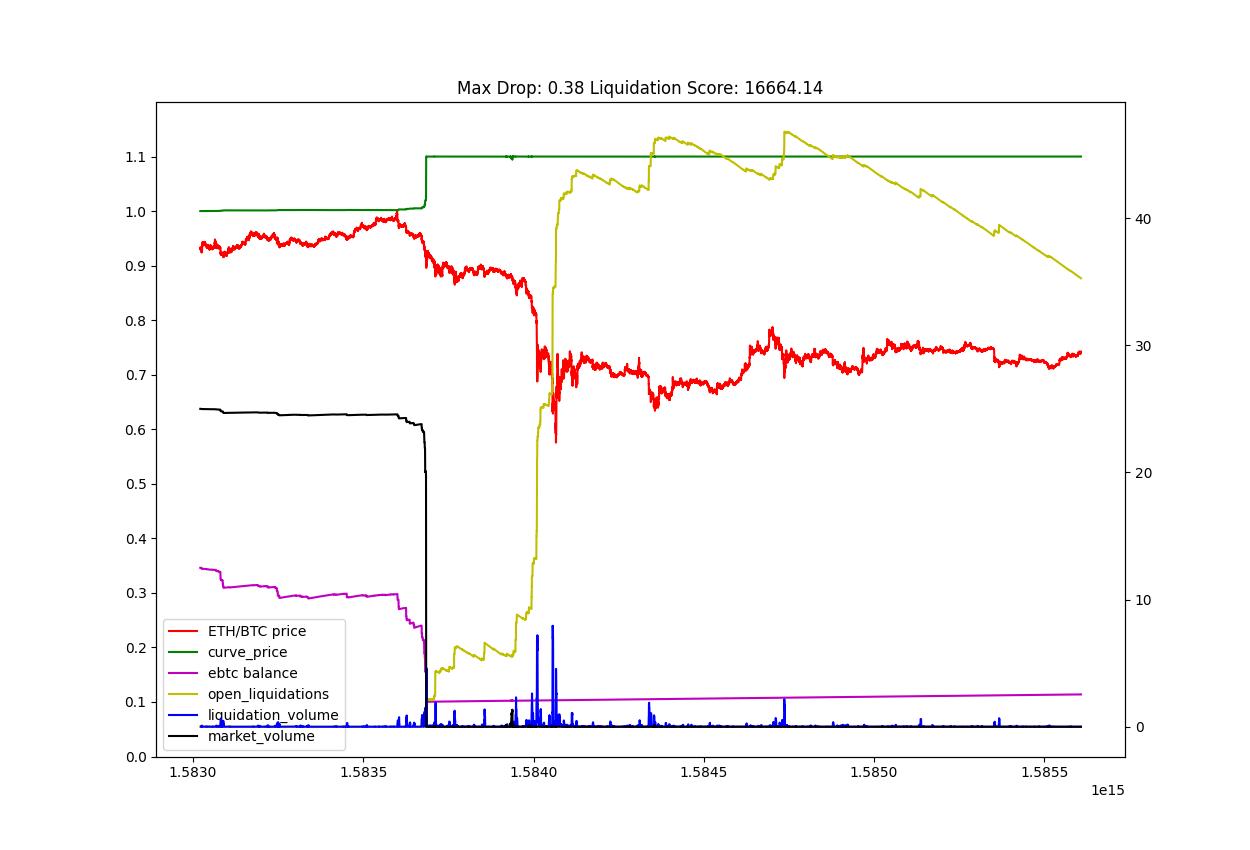 Max Drop: 0.38 Liquidation Score: 16664.14
1.1
1.0
0.9
0.8
0.7
0.6
0.5
0.4
0.3
0.2
0.1
0.0
40
30
20
10
0
ETH/BTC price
curve_price
ebtc balance
open_liquidations
liquidation_volume
market_volume
1.5830 1.5835 1.5840 1.5845 1.5850 1.5855
1e15